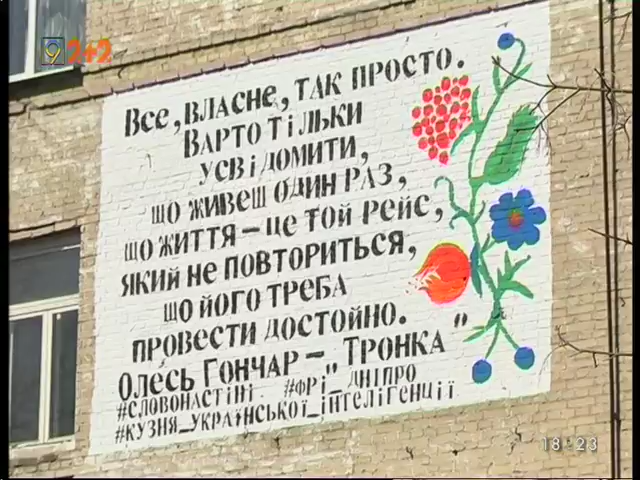 9 2+2
Все, власне, так просто.
Варто тільки
усвідомити,
що живеш один раз,
що життя – це той рейс,
який не повториться,
що його треба
провести достойно.
Олесь Гончар – „Тронка”
#словонастіні #фрі_дніпро
#кузня_української_інтелігенції
18:23